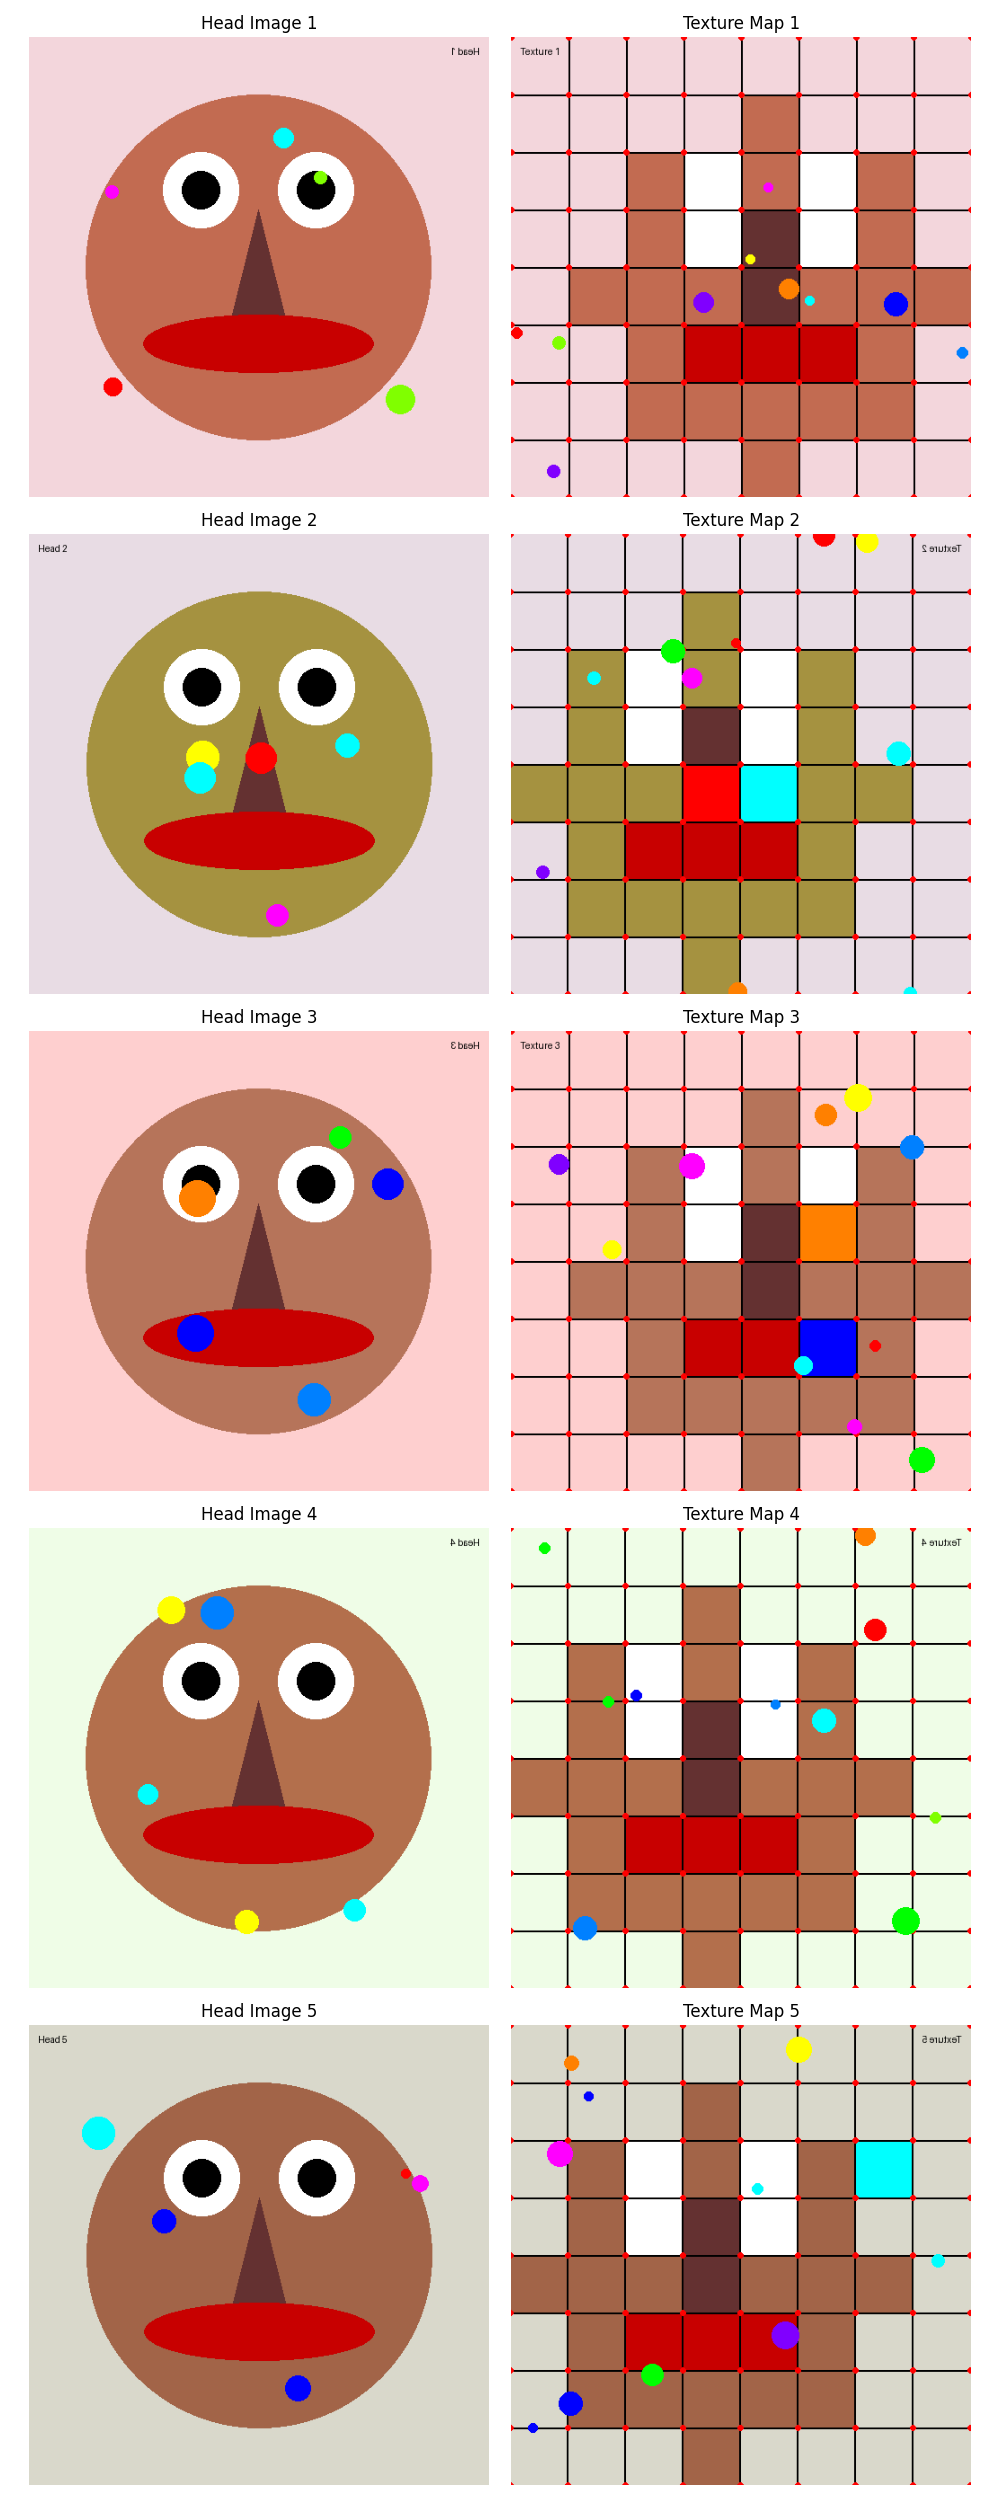 Head Image 1 Texture Map 1
Head 1 Texture 1
Head Image 2 Texture Map 2
Head 2 Texture 2
Head Image 3 Texture Map 3
Head 3 Texture 3
Head Image 4 Texture Map 4
Head 4 Texture 4
Head Image 5 Texture Map 5
Head 5 Texture 5